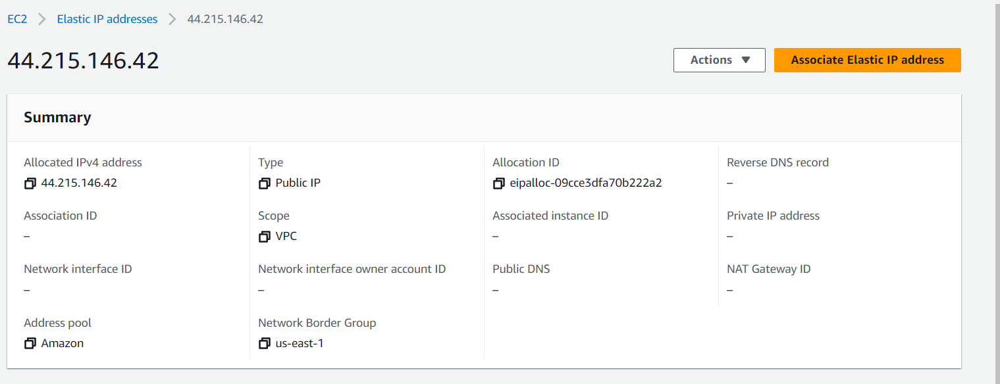 EC2 > Elastic IP addresses > 44.215.146.42
44.215.146.42
Actions ▼
Associate Elastic IP address
Summary
Allocated IPv4 address
44.215.146.42
Type
Public IP
Allocation ID
eipalloc-09cce3dfa70b222a2
Reverse DNS record
–
Association ID
–
Scope
VPC
Associated instance ID
–
Private IP address
–
Network interface ID
–
Network interface owner account ID
–
Public DNS
–
NAT Gateway ID
–
Address pool
Amazon
Network Border Group
us-east-1